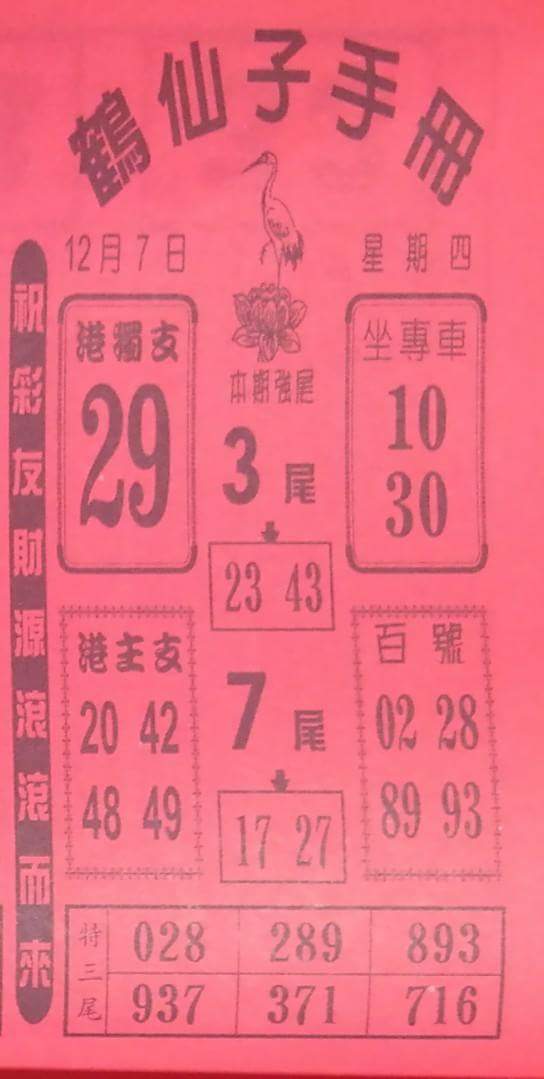 鶴仙子手冊
12月7日
星期四
祝彩友財源滾滾而來
港獨支
29
本期強尾
3尾
23 43
坐專車
10
30
港主支
20 42
48 49
7尾
17 27
百號
02 28
89 93
特三尾
028 289 893
937 371 716